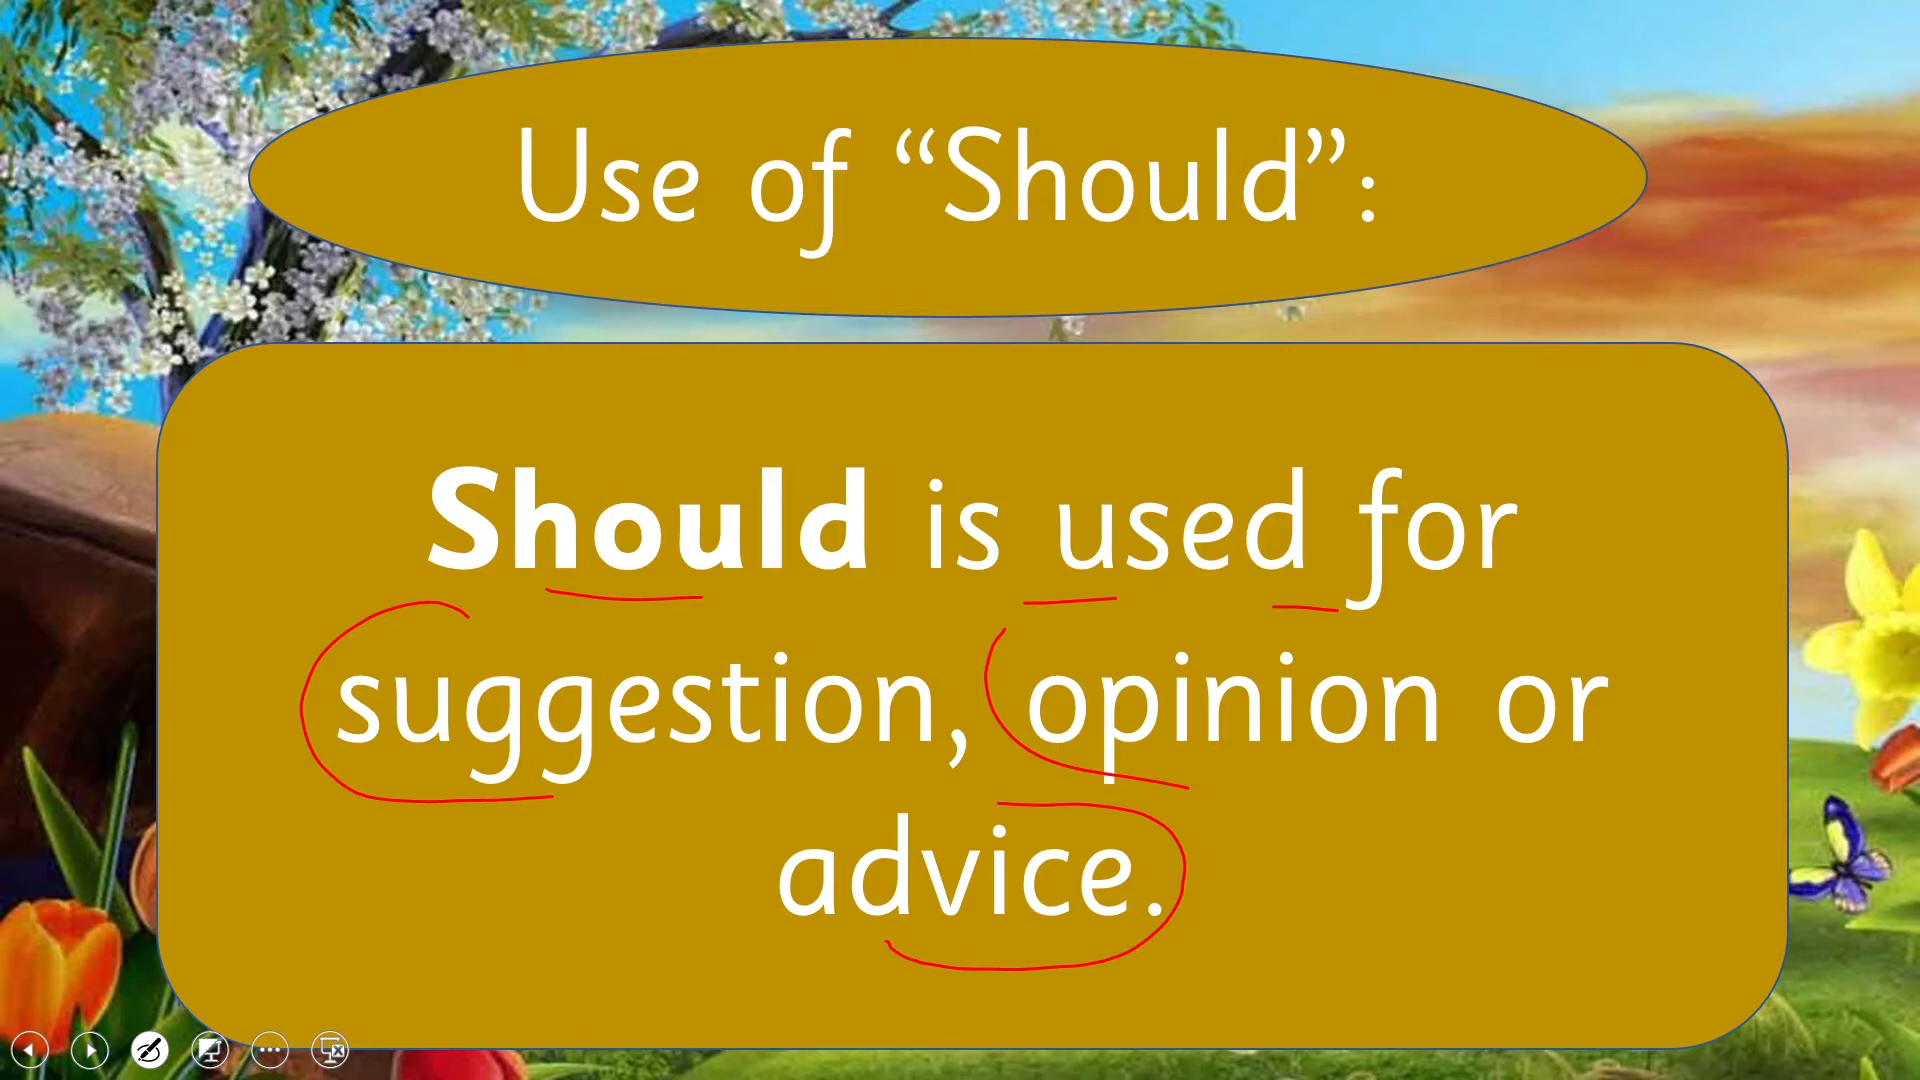 Use of “Should”:
Should is used for
suggestion, opinion or
advice.